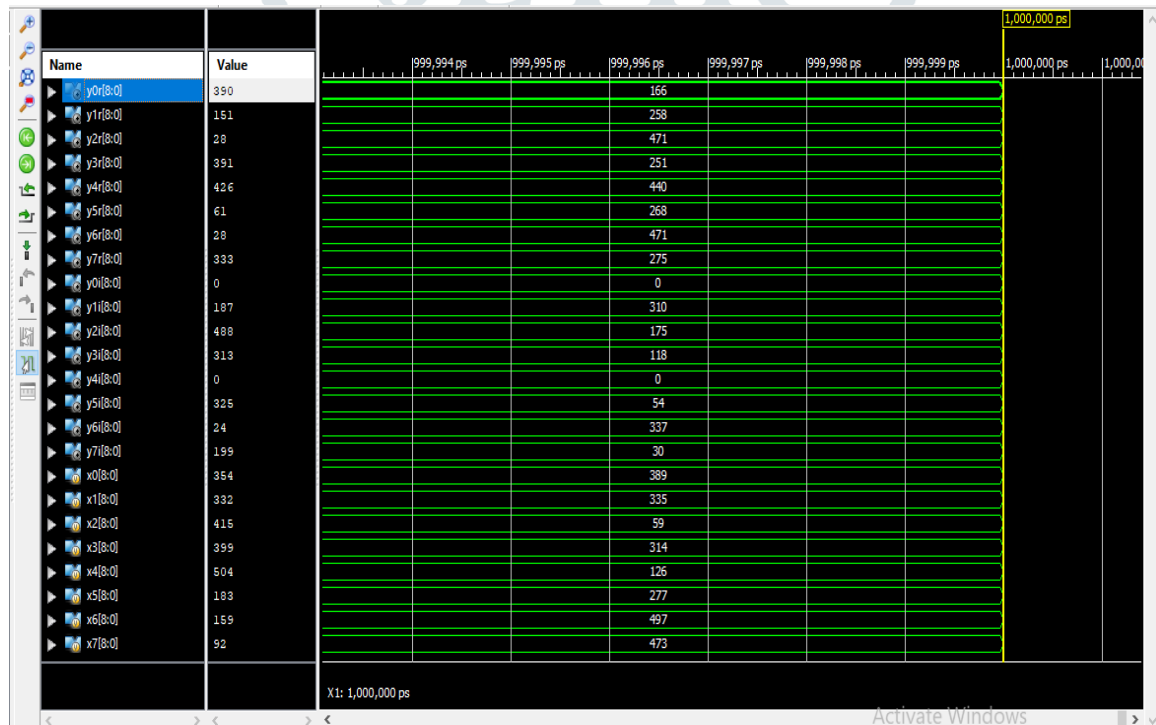 1,000,000 ps
Name Value 999,994 ps 999,995 ps 999,996 ps 999,997 ps 999,998 ps 999,999 ps 1,000,000 ps 1,000,00
y0r[8:0] 390 166
y1r[8:0] 151 258
y2r[8:0] 28 471
y3r[8:0] 391 251
y4r[8:0] 426 440
y5r[8:0] 61 268
y6r[8:0] 28 471
y7r[8:0] 333 275
y0i[8:0] 0 0
y1i[8:0] 187 310
y2i[8:0] 488 175
y3i[8:0] 313 118
y4i[8:0] 0 0
y5i[8:0] 325 54
y6i[8:0] 24 337
y7i[8:0] 199 30
x0[8:0] 354 389
x1[8:0] 332 335
x2[8:0] 415 59
x3[8:0] 399 314
x4[8:0] 504 126
x5[8:0] 183 277
x6[8:0] 159 497
x7[8:0] 92 473
X1: 1,000,000 ps
Activate Windows